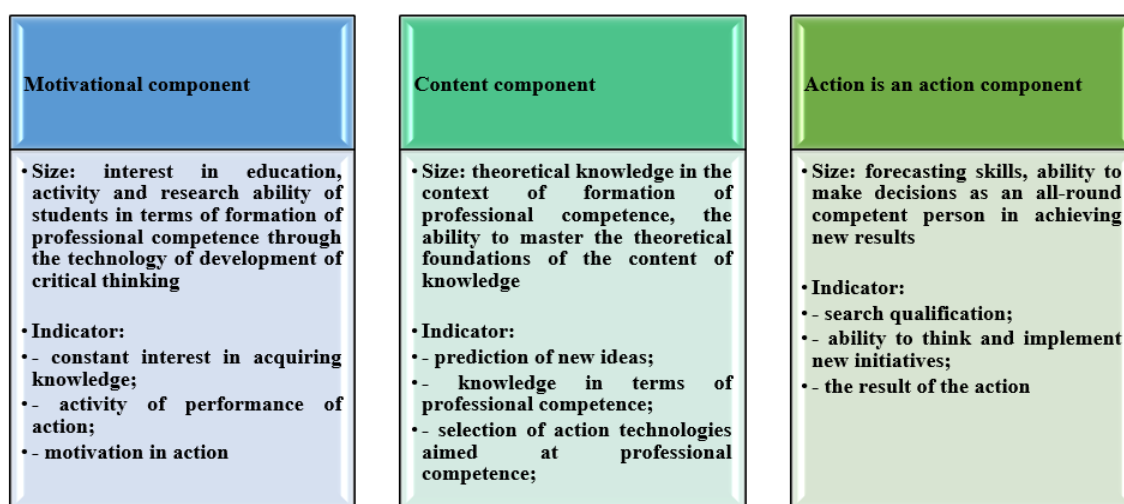 Motivational component
• Size: interest in education,
activity and research ability of
students in terms of formation of
professional competence through
the technology of development of
critical thinking
• Indicator:
• - constant interest in acquiring
knowledge;
• - activity of performance of
action;
• - motivation in action
Content component
• Size: theoretical knowledge in the
context of formation of
professional competence, the
ability to master the theoretical
foundations of the content of
knowledge
• Indicator:
• - prediction of new ideas;
• - knowledge in terms of
professional competence;
• - selection of action technologies
aimed at professional
competence;
Action is an action component
• Size: forecasting skills, ability to
make decisions as an all-round
competent person in achieving
new results
• Indicator:
• - search qualification;
• - ability to think and implement
new initiatives;
• - the result of the action